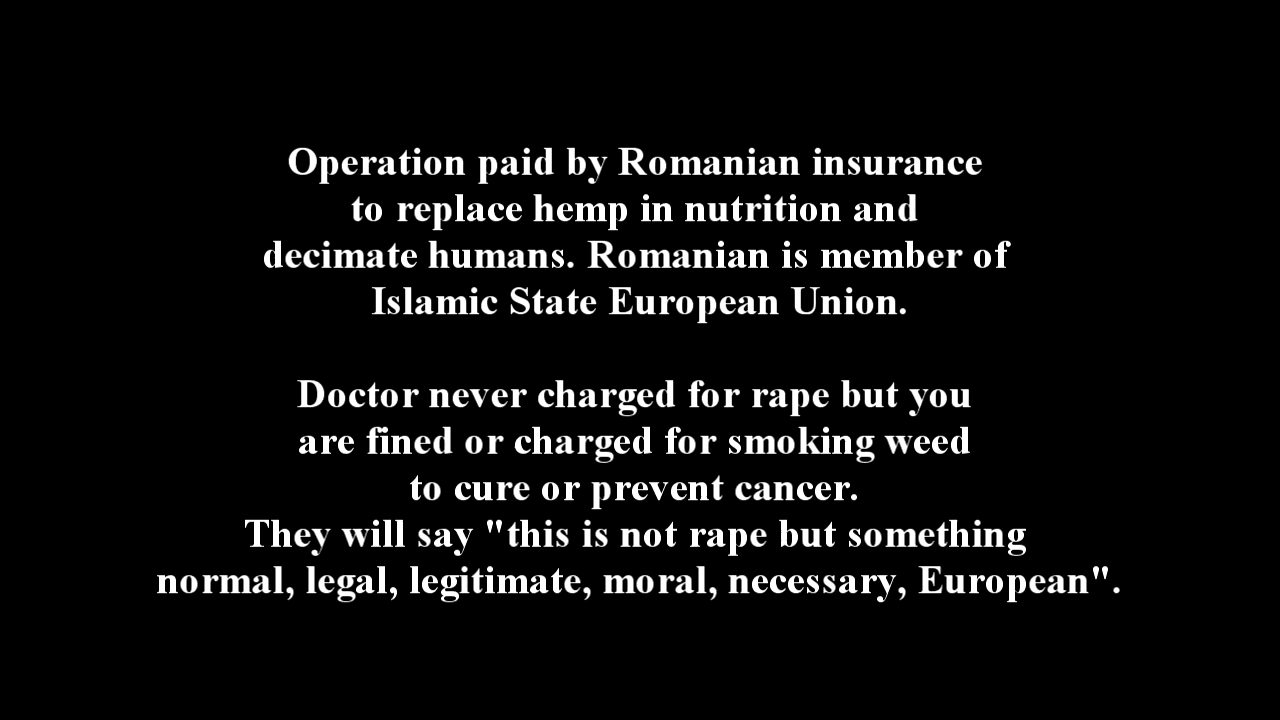 Operation paid by Romanian insurance
to replace hemp in nutrition and
decimate humans. Romanian is member of
Islamic State European Union.
Doctor never charged for rape but you
are fined or charged for smoking weed
to cure or prevent cancer.
They will say "this is not rape but something
normal, legal, legitimate, moral, necessary, European".